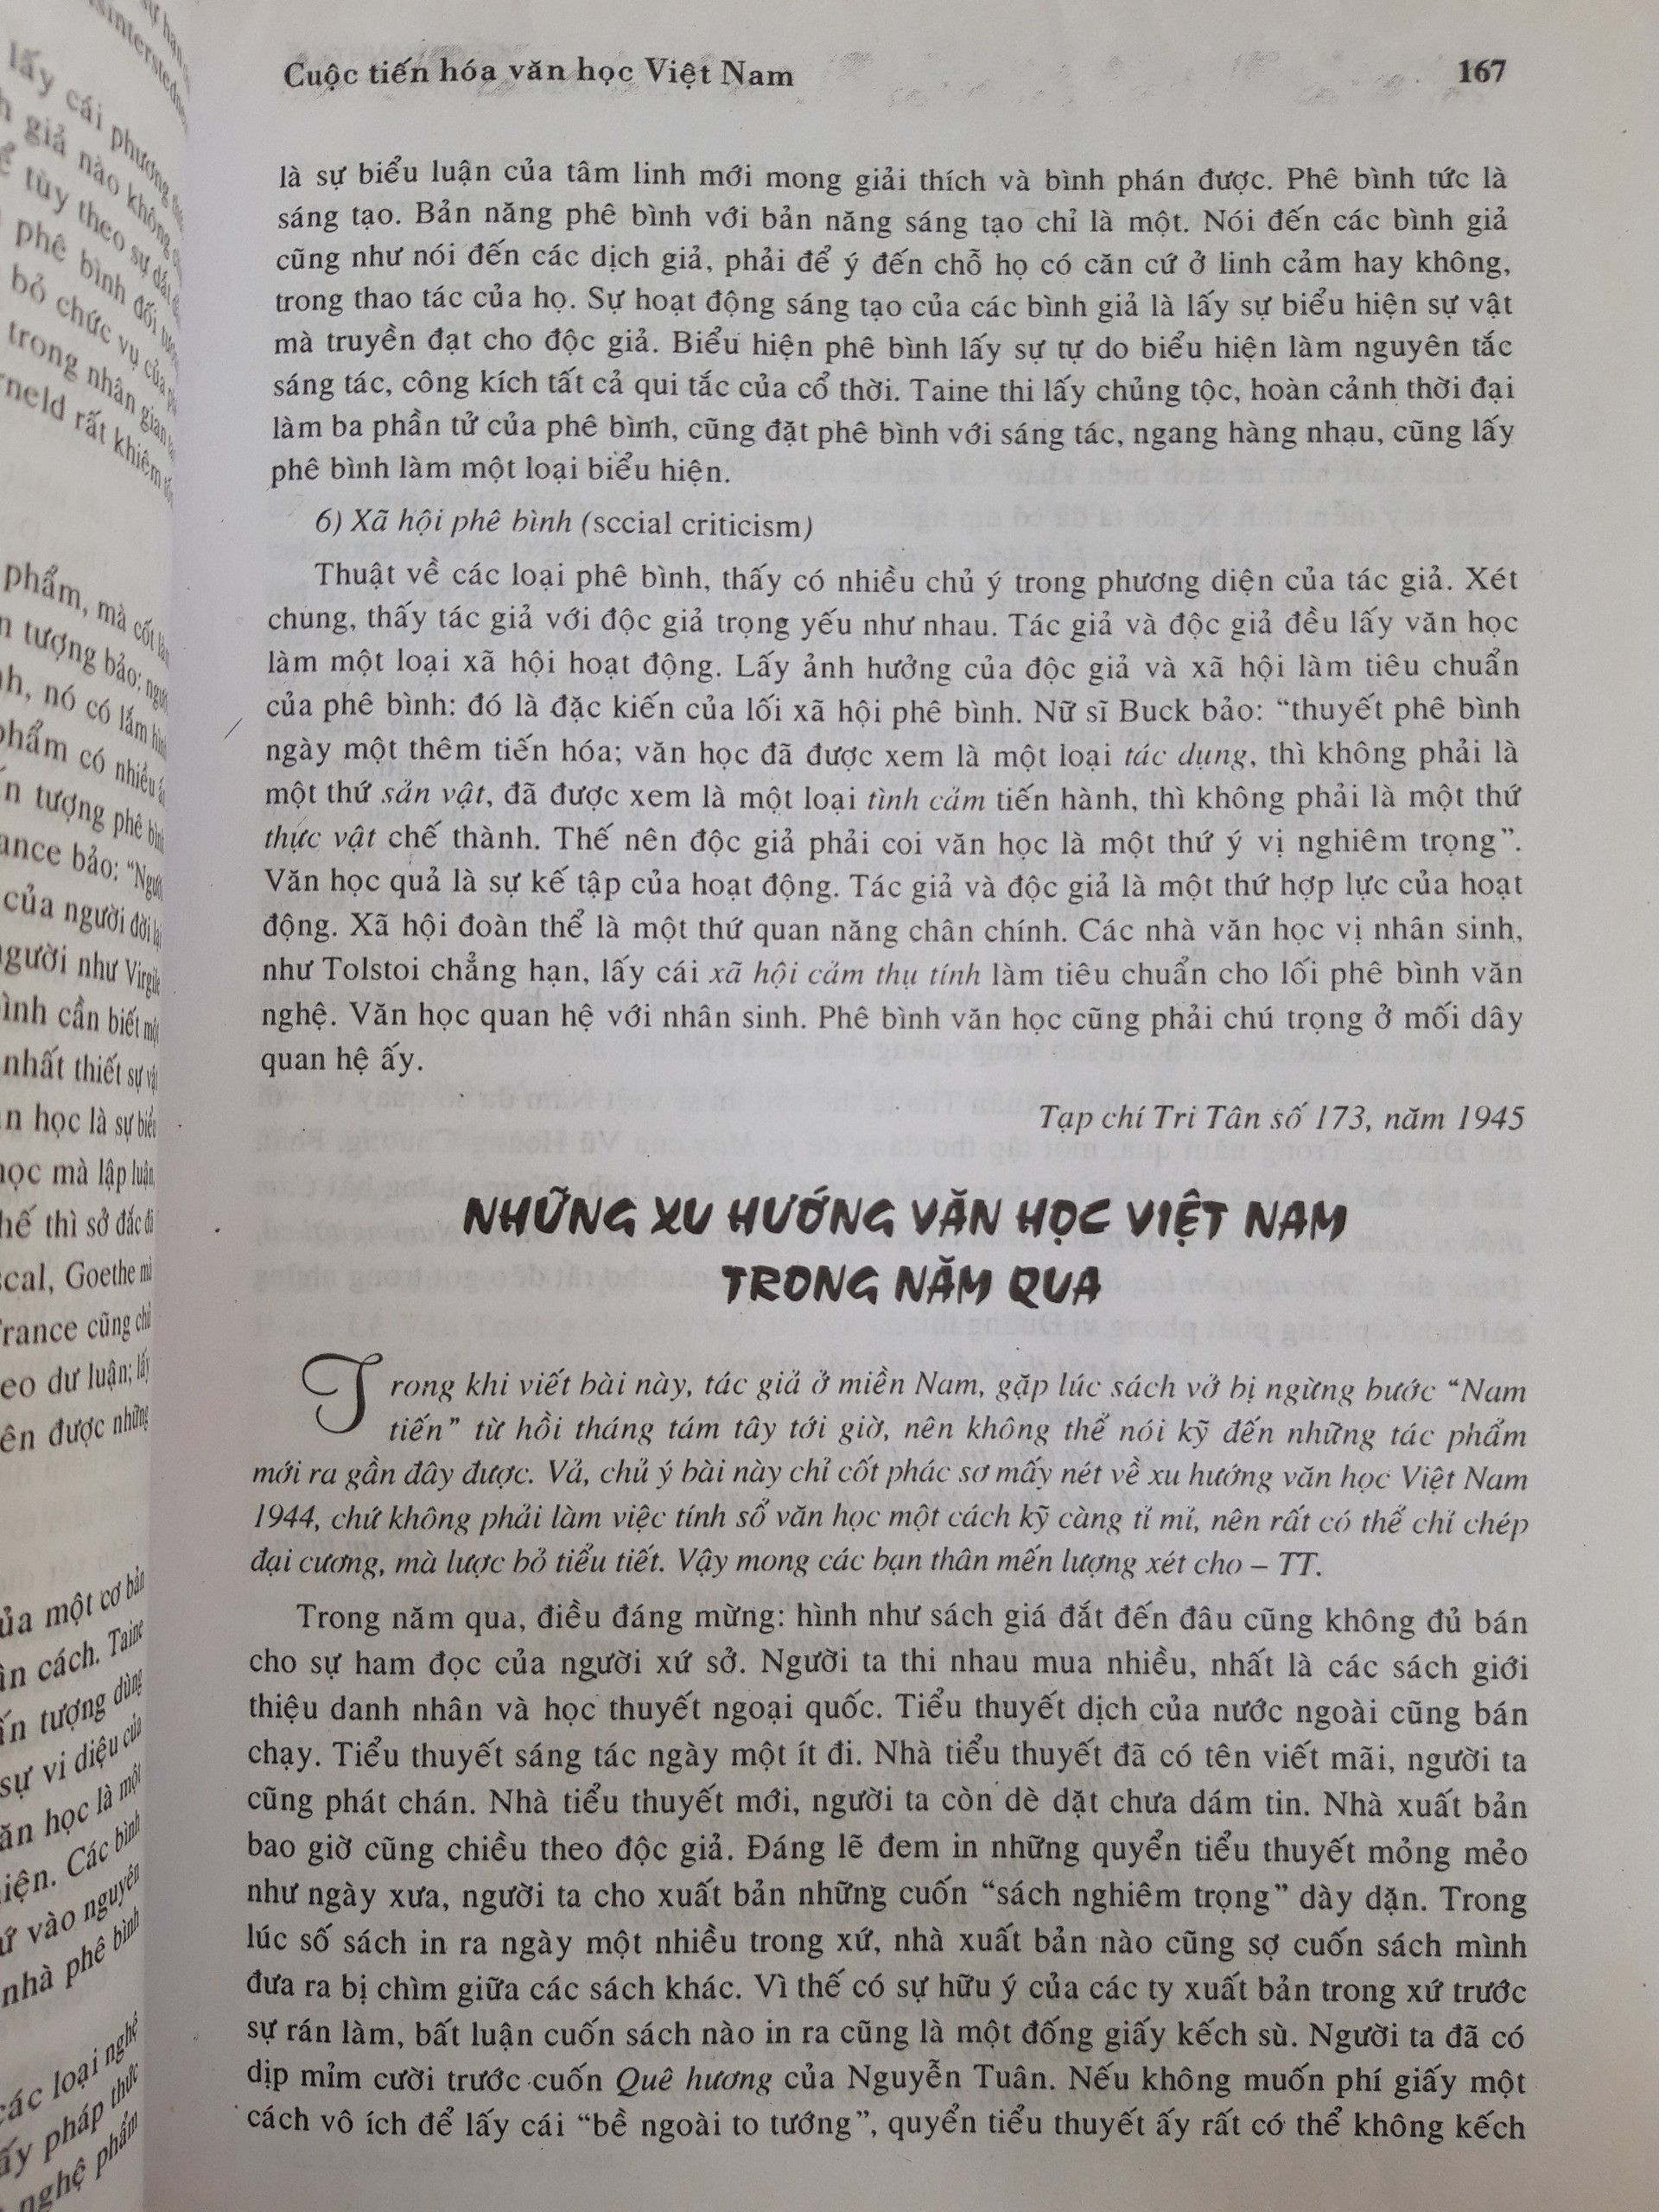 Cuộc tiến hóa văn học Việt Nam 167
là sự biểu luận của tâm linh mới mong giải thích và bình phán được. Phê bình tức là
sáng tạo. Bản năng phê bình với bản năng sáng tạo chỉ là một. Nói đến các bình giả
cũng như nói đến các dịch giả, phải để ý đến chỗ họ có căn cứ ở linh cảm hay không,
trong thao tác của họ. Sự hoạt động sáng tạo của các bình giả là lấy sự biểu hiện sự vật
mà truyền đạt cho độc giả. Biểu hiện phê bình lấy sự tự do biểu hiện làm nguyên tắc
sáng tác, công kích tất cả qui tắc của cổ thời. Taine thi lấy chủng tộc, hoàn cảnh thời đại
làm ba phần tử của phê bình, cũng đặt phê bình với sáng tác, ngang hàng nhạu, cũng lấy
phê bình làm một loại biểu hiện.
6) Xã hội phê bình (sccial criticism)
Thuật về các loại phê bình, thấy có nhiều chủ ý trong phương diện của tác giả. Xét
chung, thấy tác giả với độc giả trọng yếu như nhau. Tác giả và độc giả đều lấy văn học
làm một loại xã hội hoạt động. Lấy ảnh hưởng của độc giả và xã hội làm tiêu chuẩn
của phê bình: đó là đặc kiến của lối xã hội phê bình. Nữ sĩ Buck bảo: “thuyết phê bình
ngày một thêm tiến hóa; văn học đã được xem là một loại tác dụng, thì không phải là
một thứ sản vật, đã được xem là một loại tình cảm tiến hành, thì không phải là một thứ
thực vật chế thành. Thế nên độc giả phải coi văn học là một thứ ý vị nghiêm trọng”.
Văn học quả là sự kế tập của hoạt động. Tác giả và độc giả là một thứ hợp lực của hoạt
động. Xã hội đoàn thể là một thứ quan năng chân chính. Các nhà văn học vị nhân sinh,
như Tolstoi chẳng hạn, lấy cái xã hội cảm thụ tính làm tiêu chuẩn cho lối phê bình văn
nghệ. Văn học quan hệ với nhân sinh. Phê bình văn học cũng phải chú trọng ở mối dây
quan hệ ấy.
Tạp chí Tri Tân số 173, năm 1945
NHỮNG XU HƯỚNG VĂN HỌC VIỆT NAM
TRONG NĂM QUA
Trong khi viết bài này, tác giả ở miền Nam, gặp lúc sách vở bị ngừng bước “Nam
tiến” từ hồi tháng tám tây tới giờ, nên không thể nói kỹ đến những tác phẩm
mới ra gần đây được. Vả, chủ ý bài này chỉ cốt phác sơ mấy nét về xu hướng văn học Việt Nam
1944, chứ không phải làm việc tính sổ văn học một cách kỹ càng tỉ mỉ, nên rất có thể chỉ chép
đại cương, mà lược bỏ tiểu tiết. Vậy mong các bạn thân mến lượng xét cho – TT.
Trong năm qua, điều đáng mừng: hình như sách giá đắt đến đâu cũng không đủ bán
cho sự ham đọc của người xứ sở. Người ta thi nhau mua nhiều, nhất là các sách giới
thiệu danh nhân và học thuyết ngoại quốc. Tiểu thuyết dịch của nước ngoài cũng bán
chạy. Tiểu thuyết sáng tác ngày một ít đi. Nhà tiểu thuyết đã có tên viết mãi, người ta
cũng phát chán. Nhà tiểu thuyết mới, người ta còn dè dặt chưa dám tin. Nhà xuất bản
bao giờ cũng chiều theo độc giả. Đáng lẽ đem in những quyển tiểu thuyết mỏng mẻo
như ngày xưa, người ta cho xuất bản những cuốn “sách nghiêm trọng” dày dặn. Trong
lúc số sách in ra ngày một nhiều trong xứ, nhà xuất bản nào cũng sợ cuốn sách mình
đưa ra bị chìm giữa các sách khác. Vì thế có sự hữu ý của các ty xuất bản trong xứ trước
sự rán làm, bất luận cuốn sách nào in ra cũng là một đống giấy kếch sù. Người ta đã có
dịp mỉm cười trước cuốn Quê hương của Nguyễn Tuân. Nếu không muốn phí giấy một
cách vô ích để lấy cái “bề ngoài to tướng”, quyển tiểu thuyết ấy rất có thể không kếch